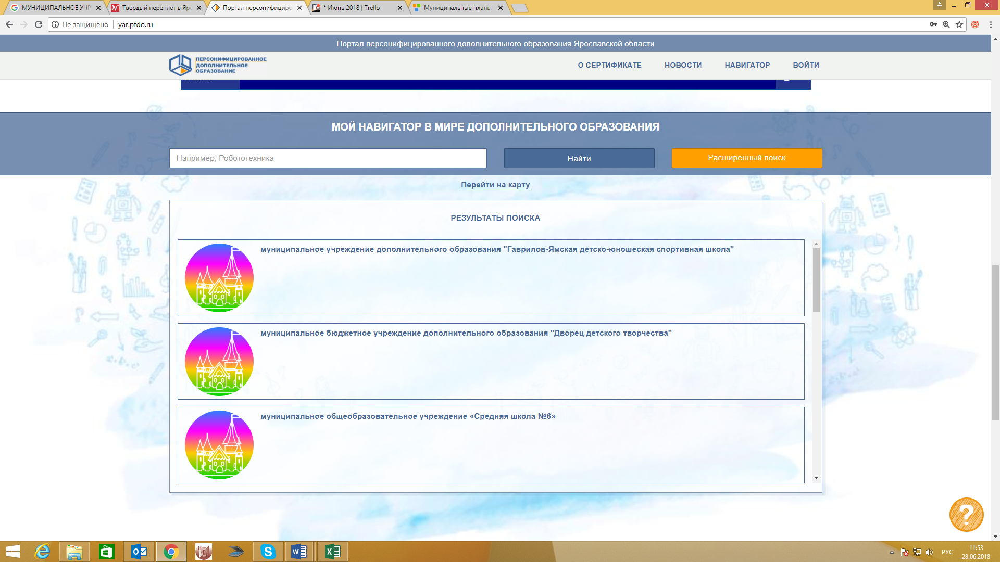 МУНИЦИПАЛЬНОЕ УЧР
Твердый переплет в Яро
Портал персонифициро
* Июнь 2018 | Trello
Муниципальные планы-
Не защищено
yar.pfdo.ru
Портал персонифицированного дополнительного образования Ярославской области
ПЕРСОНИФИЦИРОВАННОЕ
ДОПОЛНИТЕЛЬНОЕ
ОБРАЗОВАНИЕ
О СЕРТИФИКАТЕ
НОВОСТИ
НАВИГАТОР
ВОЙТИ
МОЙ НАВИГАТОР В МИРЕ ДОПОЛНИТЕЛЬНОГО ОБРАЗОВАНИЯ
Например, Робототехника
Найти
Расширенный поиск
Перейти на карту
РЕЗУЛЬТАТЫ ПОИСКА
муниципальное учреждение дополнительного образования "Гаврилов-Ямская детско-юношеская спортивная школа"
муниципальное бюджетное учреждение дополнительного образования "Дворец детского творчества"
муниципальное общеобразовательное учреждение «Средняя школа №6»
РУС
11:53
28.06.2018